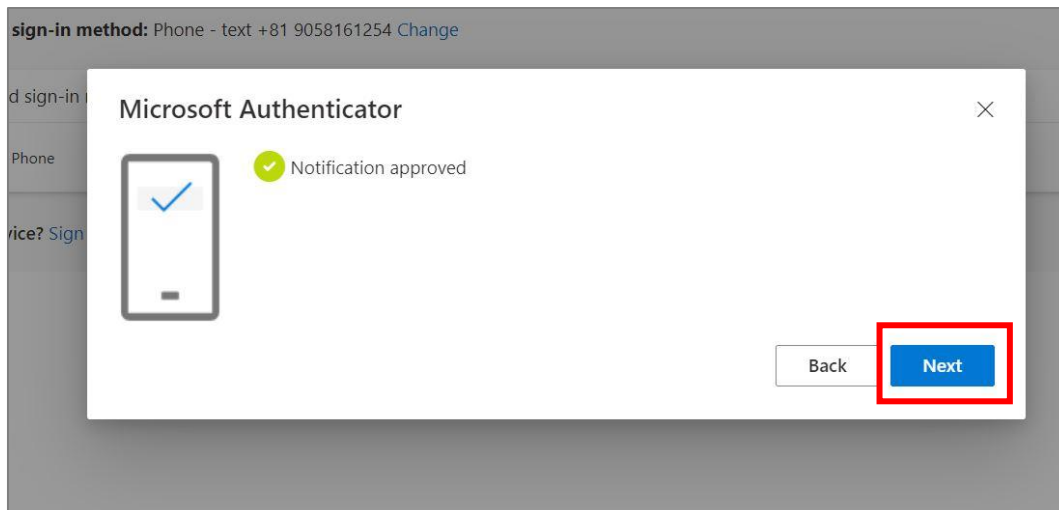 sign-in method: Phone - text +81 9058161254 Change
d sign-in
Microsoft Authenticator
Phone
Notification approved
vice? Sign
Back
Next